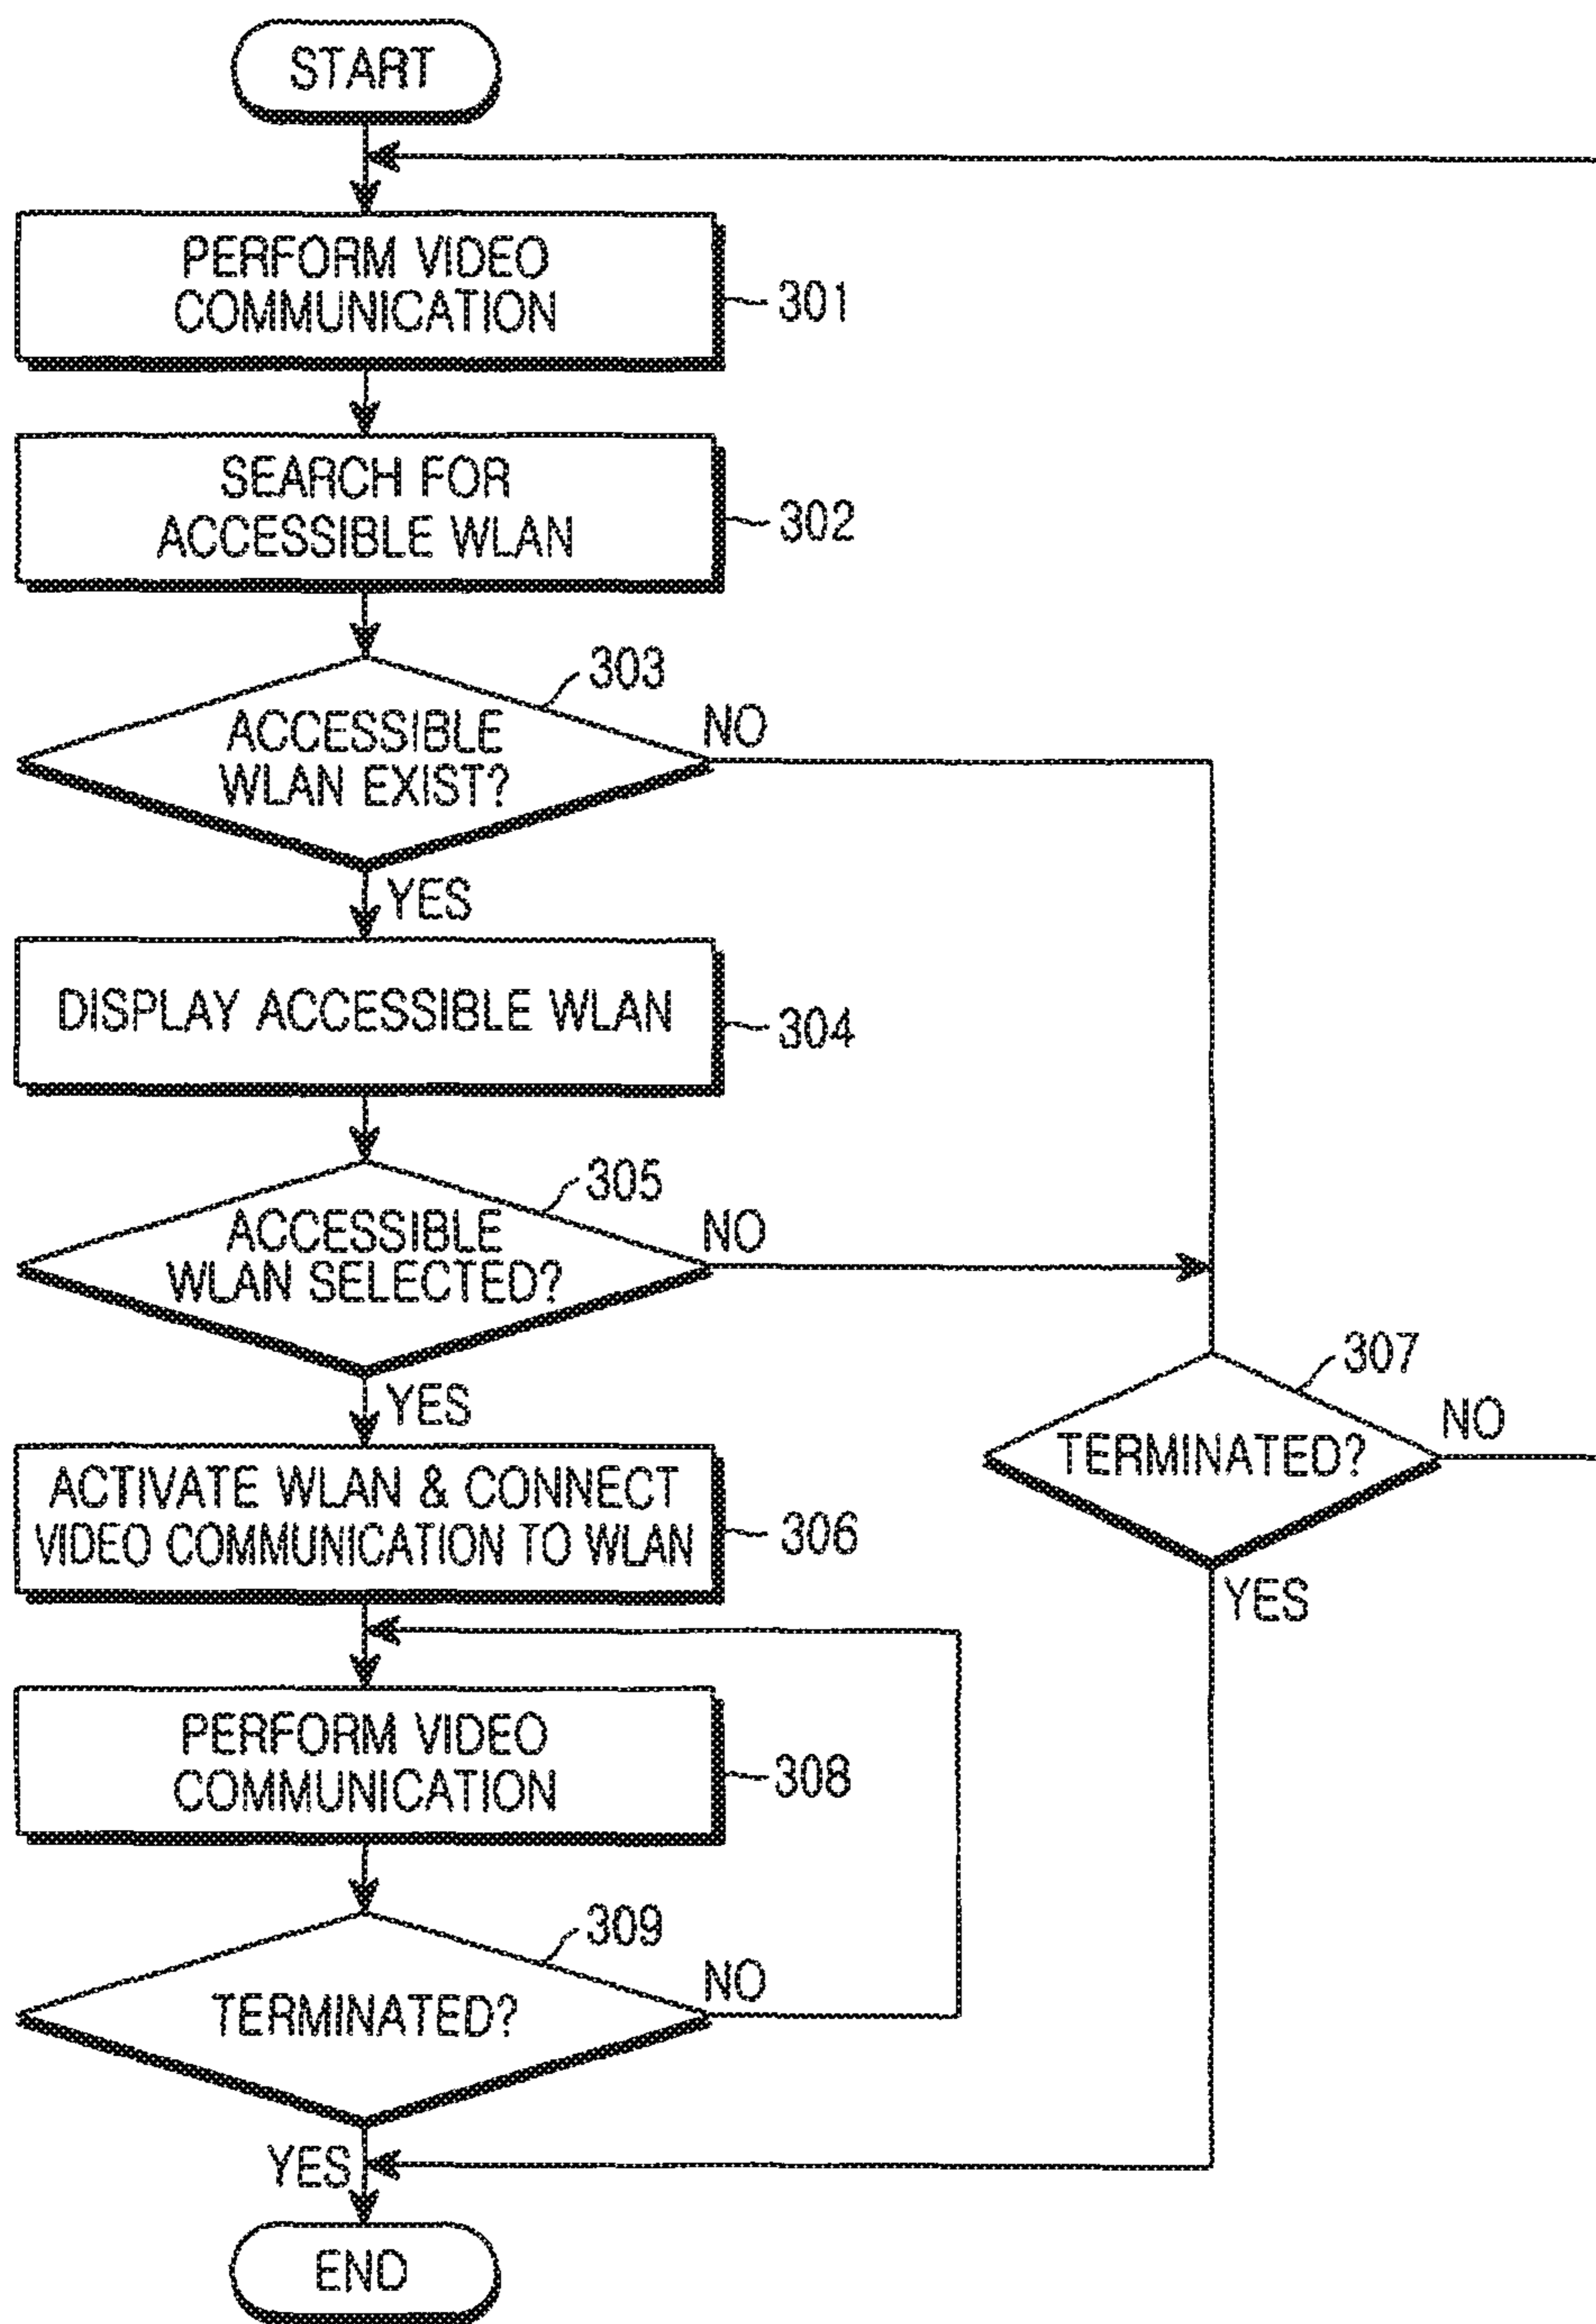 START
PERFORM VIDEO
COMMUNICATION
301
SEARCH FOR
ACCESSIBLE WLAN
302
303
ACCESSIBLE
WLAN EXIST?
NO
YES
DISPLAY ACCESSIBLE WLAN
304
305
ACCESSIBLE
WLAN SELECTED?
NO
YES
307
TERMINATED?
NO
YES
ACTIVATE WLAN & CONNECT
VIDEO COMMUNICATION TO WLAN
306
PERFORM VIDEO
COMMUNICATION
308
309
TERMINATED?
NO
YES
END